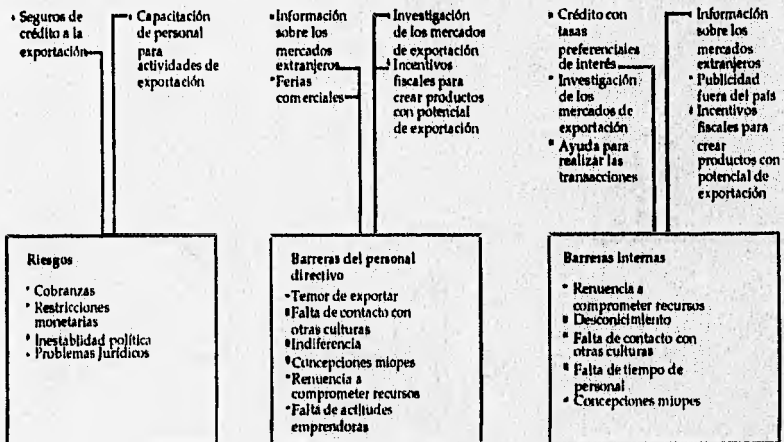 • Seguros de
crédito a la
exportación
• Capacitación
de personal
para
actividades de
exportación
• Información
sobre los
mercados
extranjeros
• Ferias
comerciales
• Investigación
de los mercados
de exportación
• Incentivos
fiscales para
crear productos
con potencial
de exportación
• Crédito con
tasas
preferenciales
de interés
• Investigación
de los
mercados de
exportación
• Ayuda para
realizar las
transacciones
• Información
sobre los
mercados
extranjeros
• Publicidad
fuera del país
• Incentivos
fiscales para
crear
productos con
potencial de
exportación
Riesgos
• Cobranzas
• Restricciones
monetarias
• Inestablidad política
• Problemas Jurídicos
Barreras del personal
directivo
• Temor de exportar
• Falta de contacto con
otras culturas
• Indiferencia
• Concepciones miopes
• Renuencia a
comprometer recursos
• Falta de actitudes
emprendoras
Barreras Internas
• Renuencia a
comprometer recursos
• Desconicimiento
• Falta de contacto con
otras culturas
• Falta de tiempo de
personal
• Concepciones miopes